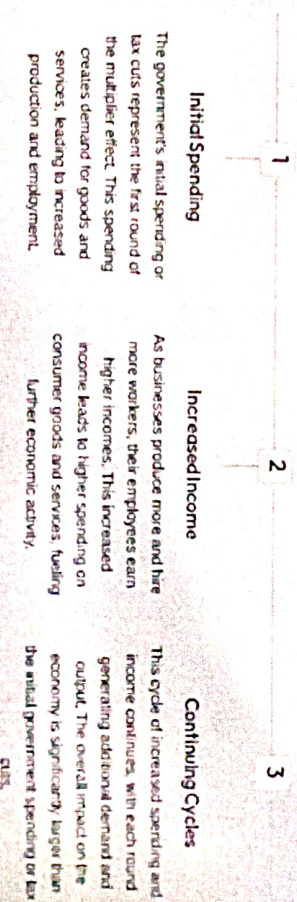 1
Initial Spending
The government's initial spending or
tax cuts represent the first round of
the multiplier effect. This spending
creates demand for goods and
services, leading to increased
production and employment.
2
Increased Income
As businesses produce more and hire
more workers, their employees earn
higher incomes. This increased
income leads to higher spending on
consumer goods and services, fueling
further economic activity.
3
Continuing Cycles
This cycle of increased spending and
income continues, with each round
generating additional demand and
output. The overall impact on the
economy is significantly larger than
the initial government spending or tax
cuts.